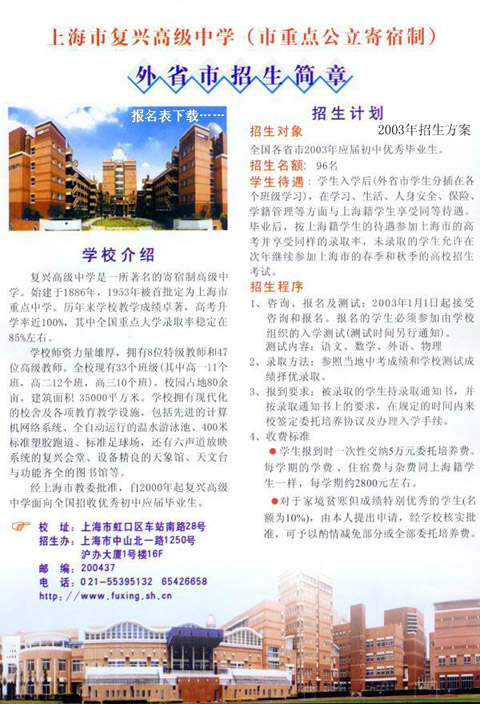 上海市复兴高级中学（市重点公立寄宿制）
外省市招生简章
报名表下载……
学校介绍
复兴高级中学是一所著名的寄宿制高级中
学。始建于1886年，1953年被首批定为上海市
重点中学。历年来学校教学成绩卓著，高考升
学率近100%，其中全国重点大学录取率稳定在
85%左右。
学校师资力量雄厚，拥有8位特级教师和47
位高级教师。全校现有33个班级(其中高一11个
班，高二12个班，高三10个班)。校园占地80余
亩，建筑面积 35000平方米。学校拥有现代化
的校舍及各项教育教学设施，包括先进的计算
机网络系统、全自动运行的温水游泳池、400米
标准塑胶跑道、标准足球场，还有六声道放映
系统的复兴会堂、设备精良的天象馆、天文台
与功能齐全的图书馆等。
经上海市教委批准，自2000年起复兴高级
中学面向全国招收优秀初中应届毕业生。
校 址：上海市虹口区车站南路28号
招生办：上海市中山北一路1250号
沪办大厦1号楼16F
邮 编：200437
电 话：021-55395132 65426658
http://www.fuxing.sh.cn
招生计划
招生对象 2003年招生方案
全国各省市2003年应届初中优秀毕业生。
招生名额: 96名
学生待遇：学生入学后(外省市学生分插在各
个班级学习)，在学习、生活、人身安全、保险、
学籍管理等方面与上海籍学生享受同等待遇。
毕业后，按上海籍学生的待遇参加上海市的高
考并享受同样的录取率，未录取的学生允许在
次年继续参加上海市的春季和秋季的高校招生
考试。
招生程序
1、咨询、报名及测试：2003年1月1日起接受
咨询和报名。报名的学生必须参加由学校
组织的入学测试(测试时间另行通知)。
测试内容：语文、数学、外语、物理
2、录取方法：参照当地中考成绩和学校测试成
绩择优录取。
3、报到要求：被录取的学生持录取通知书，并
按录取通知书上的要求，在规定的时间内来
校签定委托培养协议及办理入学手续。
4、收费标准
●学生报到时一次性交纳5万元委托培养费。
每学期的学费、住宿费与杂费同上海籍学
生一样，每学期约2800元左右。
●对于家境贫寒但成绩特别优秀的学生(名
额为10%)，由本人提出申请，经学校核实批
准，可予以酌情减免部分或全部委托培养费。